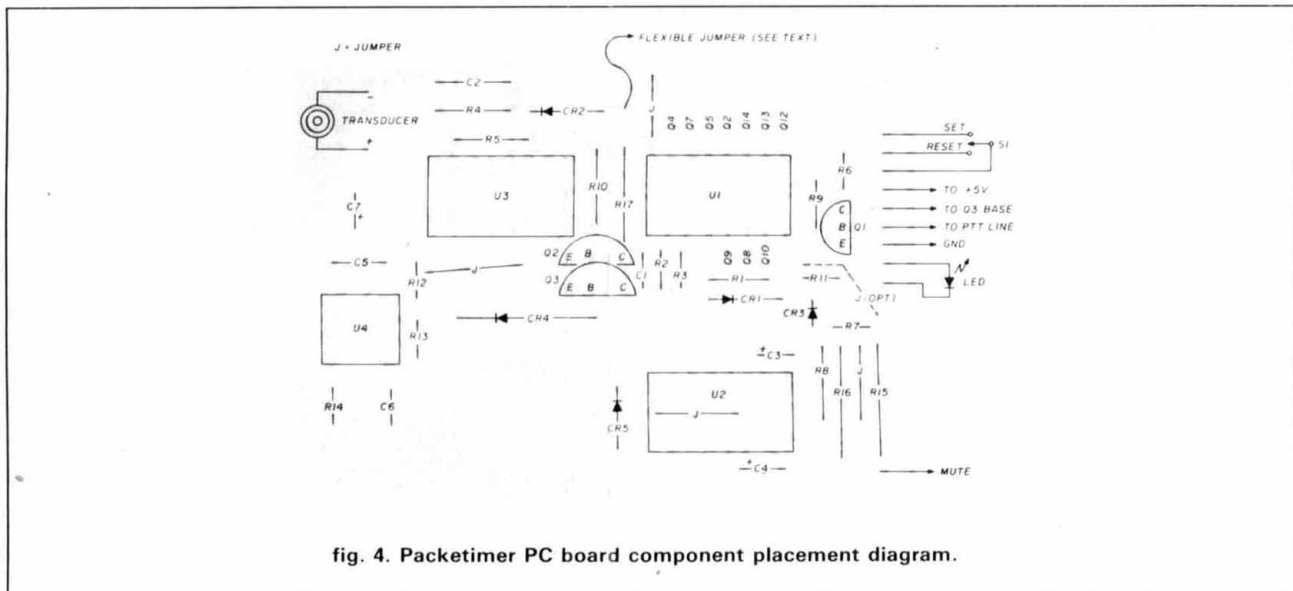 FLEXIBLE JUMPER (SEE TEXT)
J = JUMPER
C2
-
TRANSDUCER
+
R4
CR2
J
Q4 Q7 Q5 Q2 Q14 Q13 Q12
R5
SET
RESET
S1
U3
R10
R17
U1
R6
R9
TO +5V
C7
+
C
B
E
Q1
TO Q3 BASE
TO PTT LINE
GND
Q2
E B C
C5
R12
J
Q3
E B C
C1
R2
R3
Q9 Q8 Q10
R1
R11
LED
CR1
J (OPT)
U4
R13
CR4
CR3
R7
+
C3
R8
R16
J
R15
R14
C6
CR5
U2
J
+
C4
MUTE
fig. 4. Packetimer PC board component placement diagram.